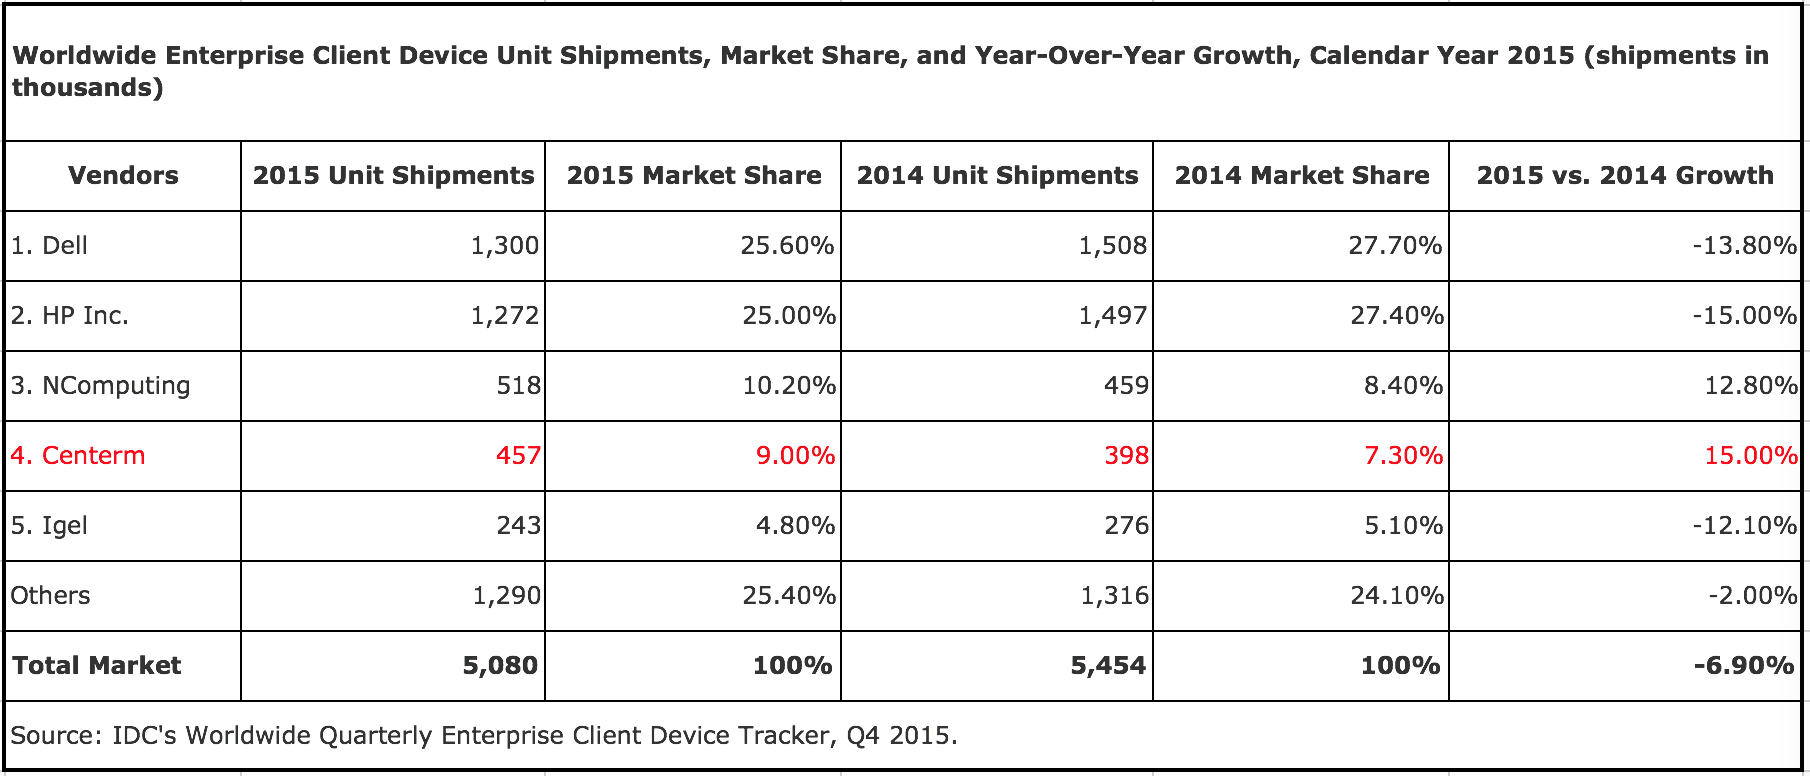 Worldwide Enterprise Client Device Unit Shipments, Market Share, and Year-Over-Year Growth, Calendar Year 2015 (shipments in
thousands)
Vendors 2015 Unit Shipments 2015 Market Share 2014 Unit Shipments 2014 Market Share 2015 vs. 2014 Growth
1. Dell 1,300 25.60% 1,508 27.70% -13.80%
2. HP Inc. 1,272 25.00% 1,497 27.40% -15.00%
3. NComputing 518 10.20% 459 8.40% 12.80%
4. Centerm 457 9.00% 398 7.30% 15.00%
5. Igel 243 4.80% 276 5.10% -12.10%
Others 1,290 25.40% 1,316 24.10% -2.00%
Total Market 5,080 100% 5,454 100% -6.90%
Source: IDC's Worldwide Quarterly Enterprise Client Device Tracker, Q4 2015.